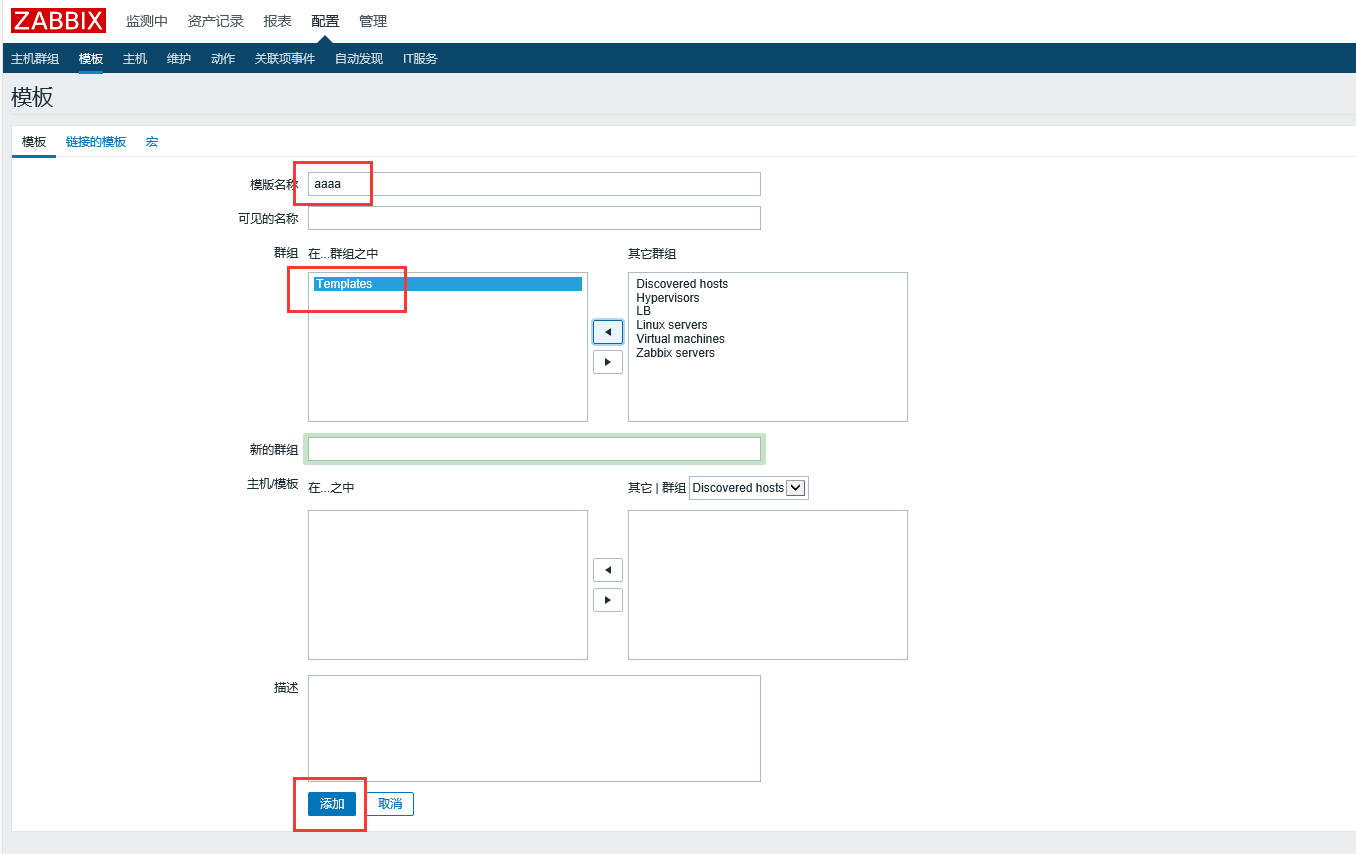 ZABBIX 监测中 资产记录 报表 配置 管理
主机群组 模板 主机 维护 动作 关联项事件 自动发现 IT服务
模板
模板 链接的模板 宏
模版名称 aaaa
可见的名称
群组 在...群组之中 其它群组
Templates
Discovered hosts
Hypervisors
LB
Linux servers
Virtual machines
Zabbix servers
新的群组
主机/模板 在...之中 其它 | 群组 Discovered hosts
描述
添加 取消